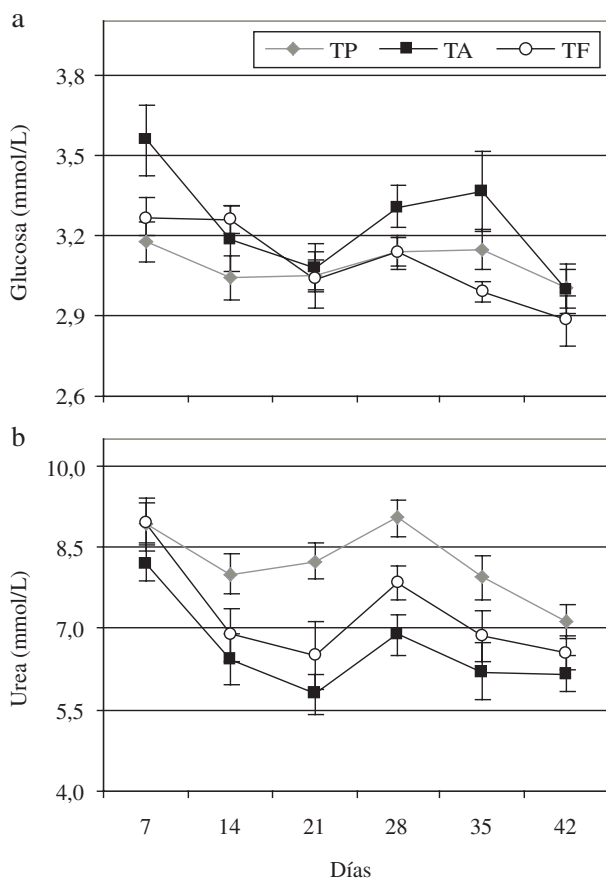 a
TP TA TF
3,8
3,5
3,2
2,9
2,6
Glucosa (mmol/L)
b
10,0
8,5
7,0
5,5
4,0
Urea (mmol/L)
7 14 21 28 35 42
Días